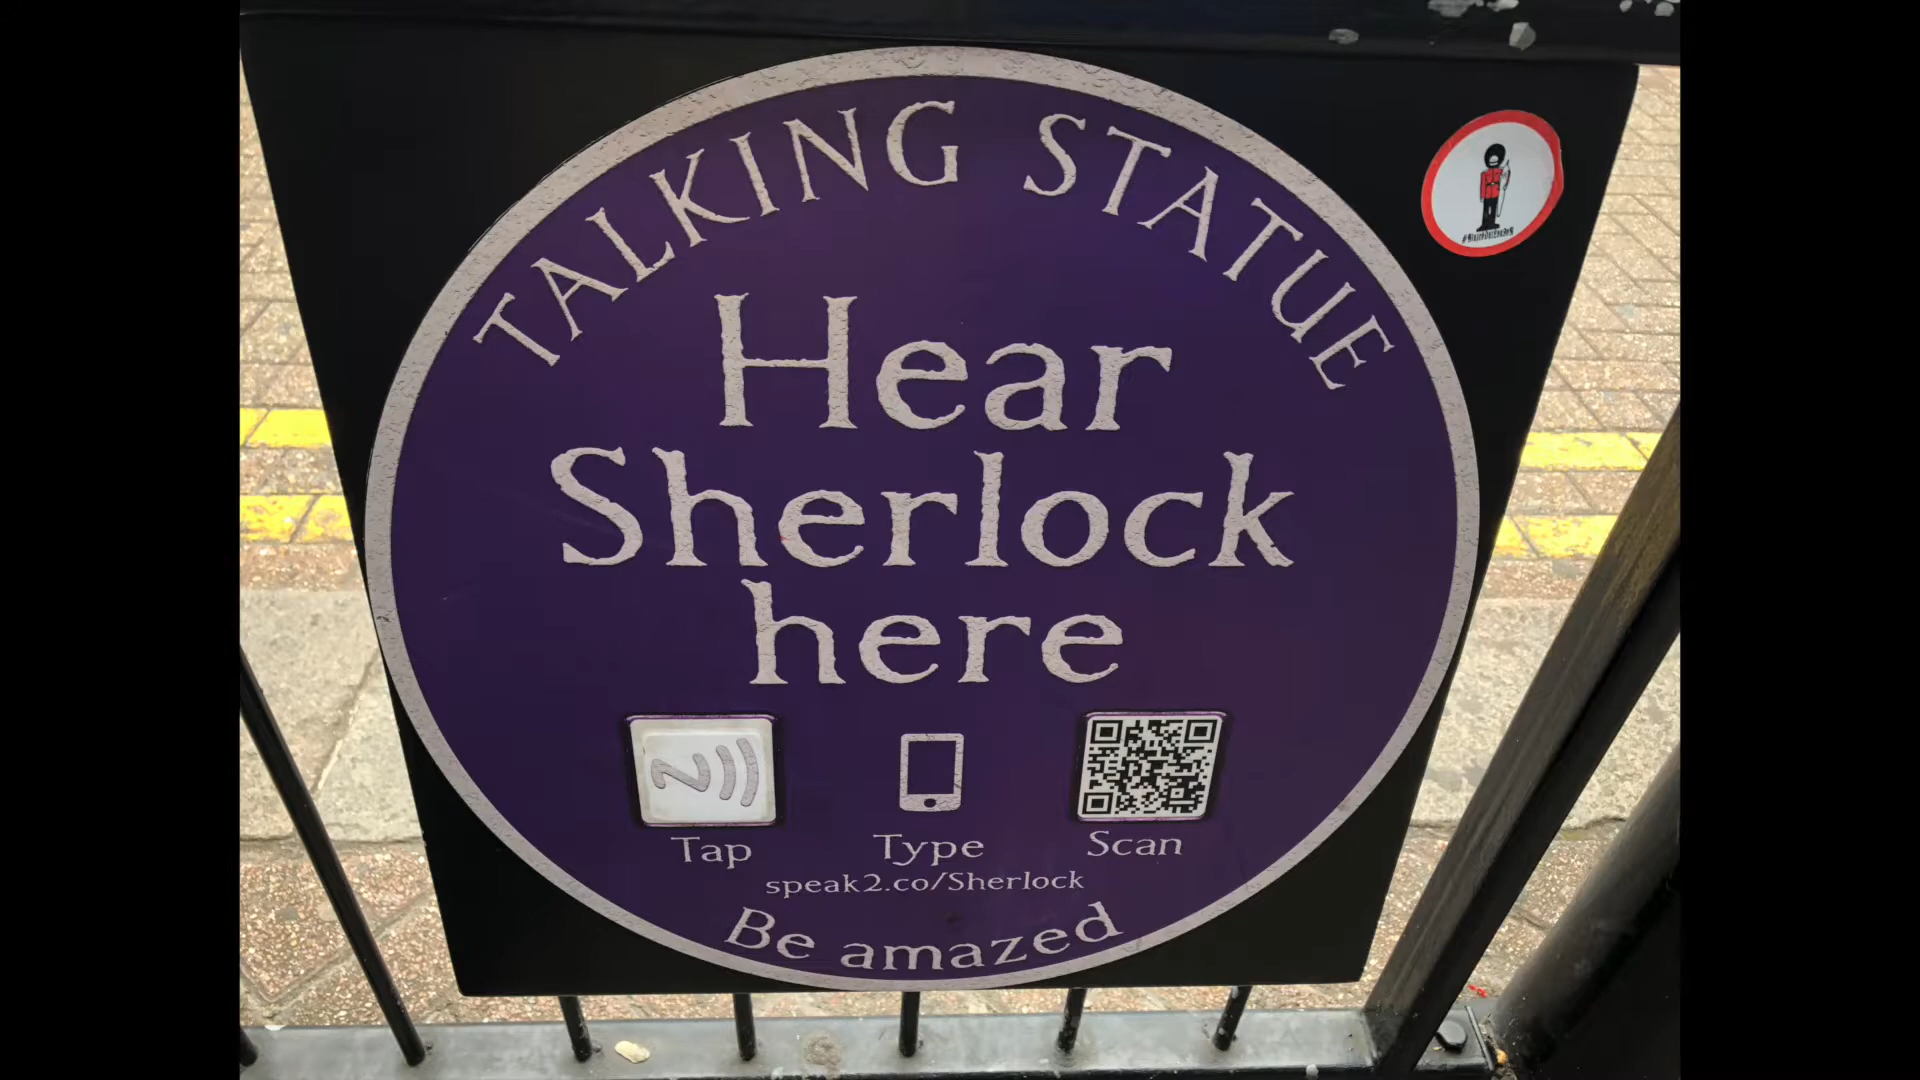 TALKING STATUE
Hear
Sherlock
here
Tap
Type
Scan
speak2.co/Sherlock
Be amazed